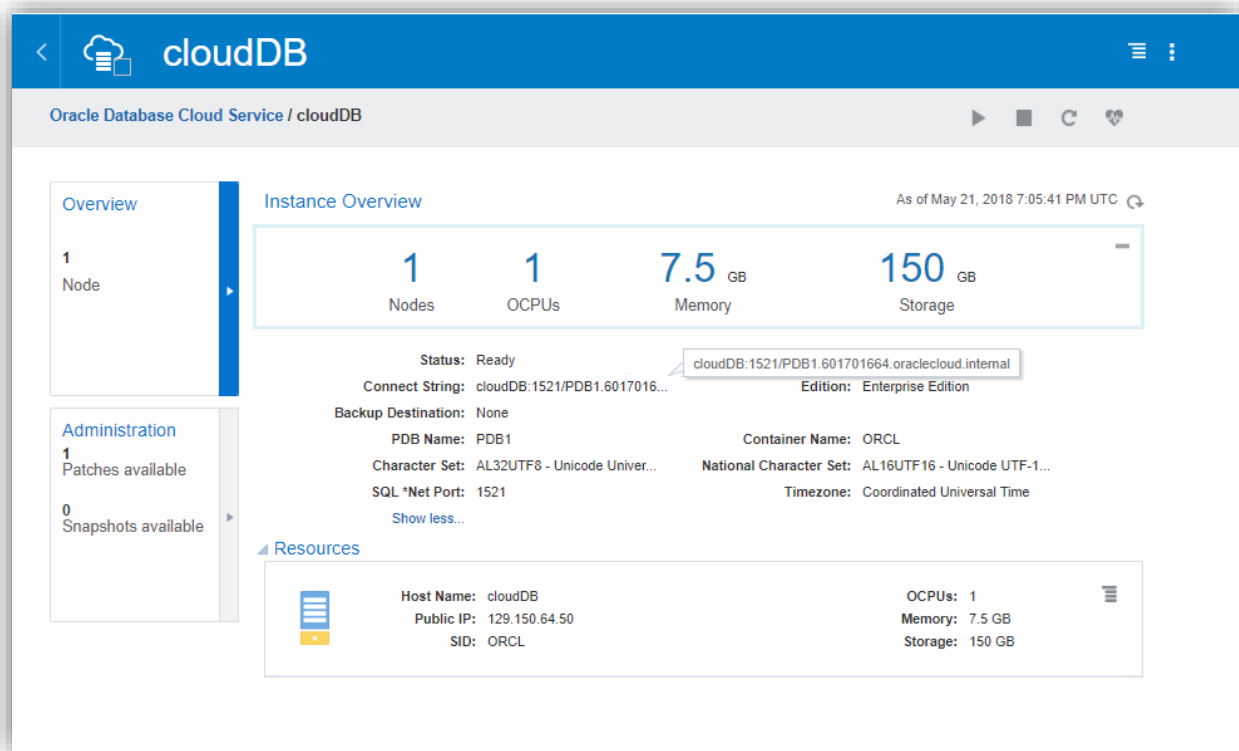 cloudDB
Oracle Database Cloud Service / cloudDB
Overview
1
Node
Administration
1
Patches available
0
Snapshots available
Instance Overview
As of May 21, 2018 7:05:41 PM UTC
1 Nodes
1 OCPUs
7.5 GB Memory
150 GB Storage
Status: Ready
cloudDB:1521/PDB1.601701664.oraclecloud.internal
Connect String: cloudDB:1521/PDB1.6017016...
Edition: Enterprise Edition
Backup Destination: None
PDB Name: PDB1
Container Name: ORCL
Character Set: AL32UTF8 - Unicode Univer...
National Character Set: AL16UTF16 - Unicode UTF-1...
SQL *Net Port: 1521
Timezone: Coordinated Universal Time
Show less...
Resources
Host Name: cloudDB
OCPUs: 1
Public IP: 129.150.64.50
Memory: 7.5 GB
SID: ORCL
Storage: 150 GB